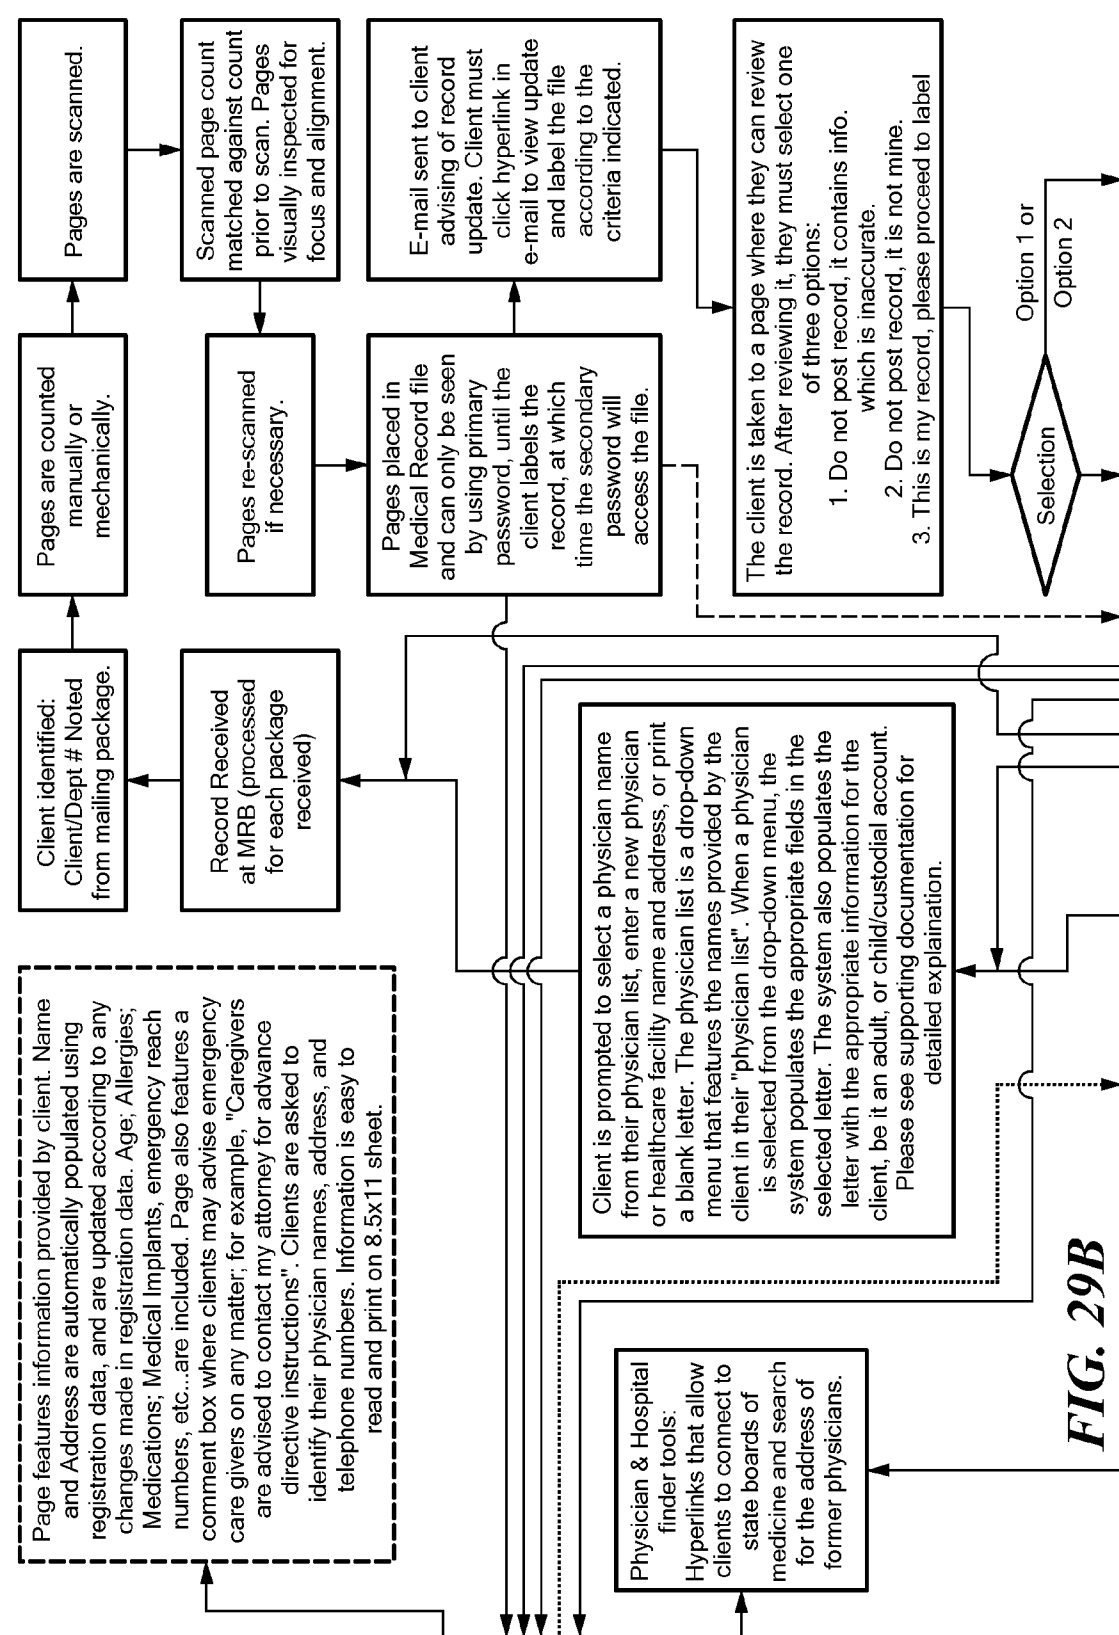 Page features information provided by client. Name
and Address are automatically populated using
registration data, and are updated according to any
changes made in registration data. Age; Allergies;
Medications; Medical Implants, emergency reach
numbers, etc...are included. Page also features a
comment box where clients may advise emergency
care givers on any matter; for example, "Caregivers
are advised to contact my attorney for advance
directive instructions". Clients are asked to
identify their physician names, address, and
telephone numbers. Information is easy to
read and print on 8.5x11 sheet.
Client identified:
Client/Dept # Noted
from mailing package.
Pages are counted
manually or
mechanically.
Pages are scanned.
Record Received
at MRB (processed
for each package
received)
Pages re-scanned
if necessary.
Scanned page count
matched against count
prior to scan. Pages
visually inspected for
focus and alignment.
Pages placed in
Medical Record file
and can only be seen
by using primary
password, until the
client labels the
record, at which
time the secondary
password will
access the file.
E-mail sent to client
advising of record
update. Client must
click hyperlink in
e-mail to view update
and label the file
according to the
criteria indicated.
Physician & Hospital
finder tools:
Hyperlinks that allow
clients to connect to
state boards of
medicine and search
for the address of
former physicians.
Client is prompted to select a physician name
from their physician list, enter a new physician
or healthcare facility name and address, or print
a blank letter. The physician list is a drop-down
menu that features the names provided by the
client in their "physician list". When a physician
is selected from the drop-down menu, the
system populates the appropriate fields in the
selected letter. The system also populates the
letter with the appropriate information for the
client, be it an adult, or child/custodial account.
Please see supporting documentation for
detailed explaination.
The client is taken to a page where they can review
the record. After reviewing it, they must select one
of three options:
1. Do not post record, it contains info.
which is inaccurate.
2. Do not post record, it is not mine.
3. This is my record, please proceed to label
Selection
Option 1 or
Option 2
FIG. 29B